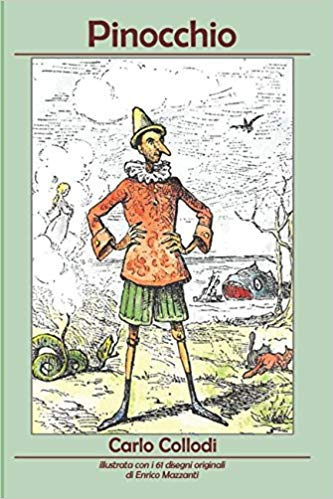 Pinocchio
Carlo Collodi
illustrata con i 61 disegni originali
di Enrico Mazzanti